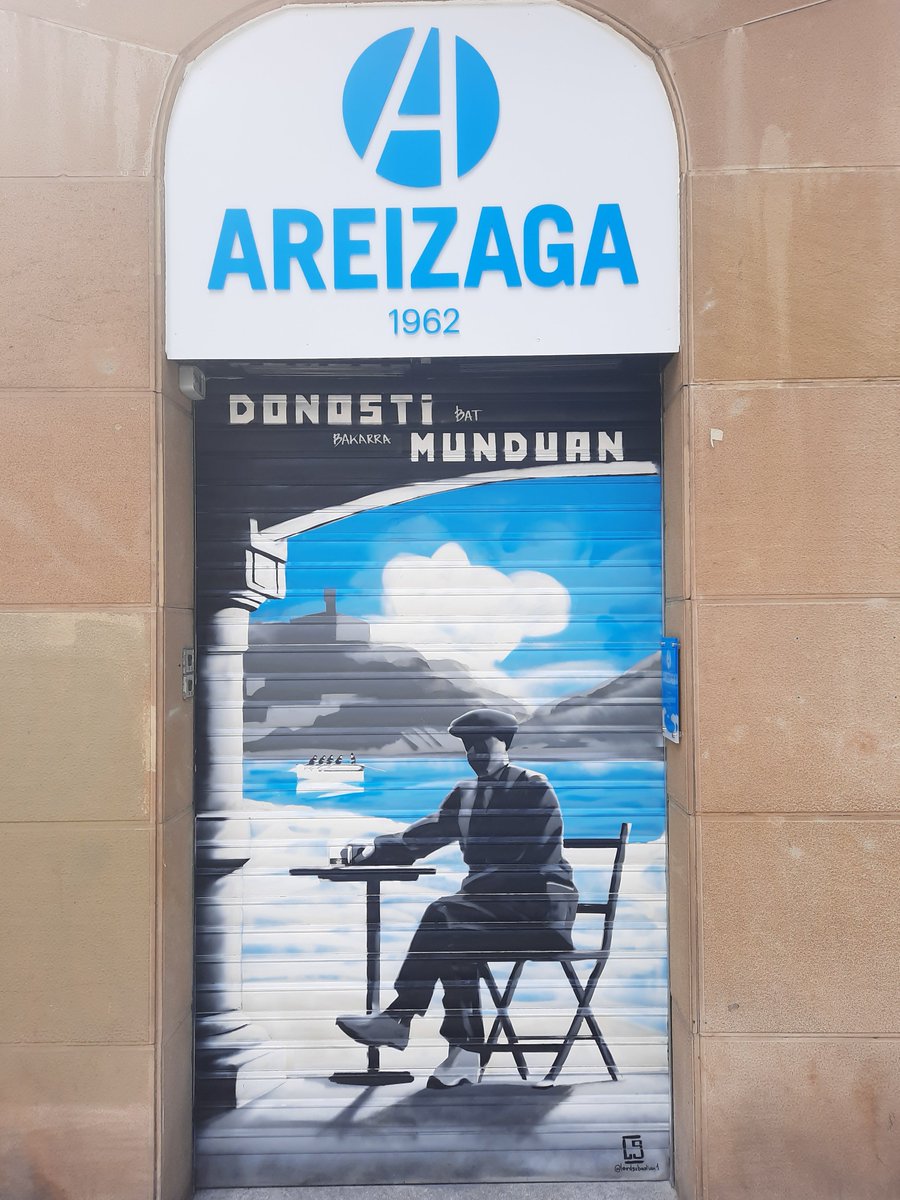 A
AREIZAGA
1962
DONOSTi BAT
BAKARRA MUNDUAN